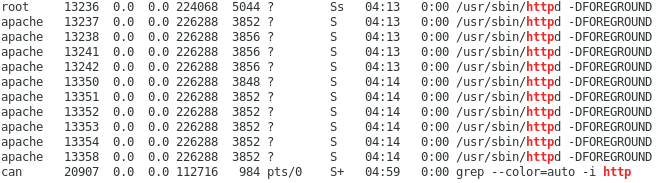 root     13236  0.0  0.0 224068  5044 ?        Ss   04:13   0:00 /usr/sbin/httpd -DFOREGROUND
apache   13237  0.0  0.0 226288  3852 ?        S    04:13   0:00 /usr/sbin/httpd -DFOREGROUND
apache   13238  0.0  0.0 226288  3856 ?        S    04:13   0:00 /usr/sbin/httpd -DFOREGROUND
apache   13241  0.0  0.0 226288  3856 ?        S    04:13   0:00 /usr/sbin/httpd -DFOREGROUND
apache   13242  0.0  0.0 226288  3856 ?        S    04:13   0:00 /usr/sbin/httpd -DFOREGROUND
apache   13350  0.0  0.0 226288  3848 ?        S    04:14   0:00 /usr/sbin/httpd -DFOREGROUND
apache   13351  0.0  0.0 226288  3852 ?        S    04:14   0:00 /usr/sbin/httpd -DFOREGROUND
apache   13352  0.0  0.0 226288  3852 ?        S    04:14   0:00 /usr/sbin/httpd -DFOREGROUND
apache   13353  0.0  0.0 226288  3852 ?        S    04:14   0:00 /usr/sbin/httpd -DFOREGROUND
apache   13354  0.0  0.0 226288  3852 ?        S    04:14   0:00 /usr/sbin/httpd -DFOREGROUND
apache   13358  0.0  0.0 226288  3852 ?        S    04:14   0:00 /usr/sbin/httpd -DFOREGROUND
can      20907  0.0  0.0 112716   984 pts/0    S+   04:59   0:00 grep --color=auto -i http